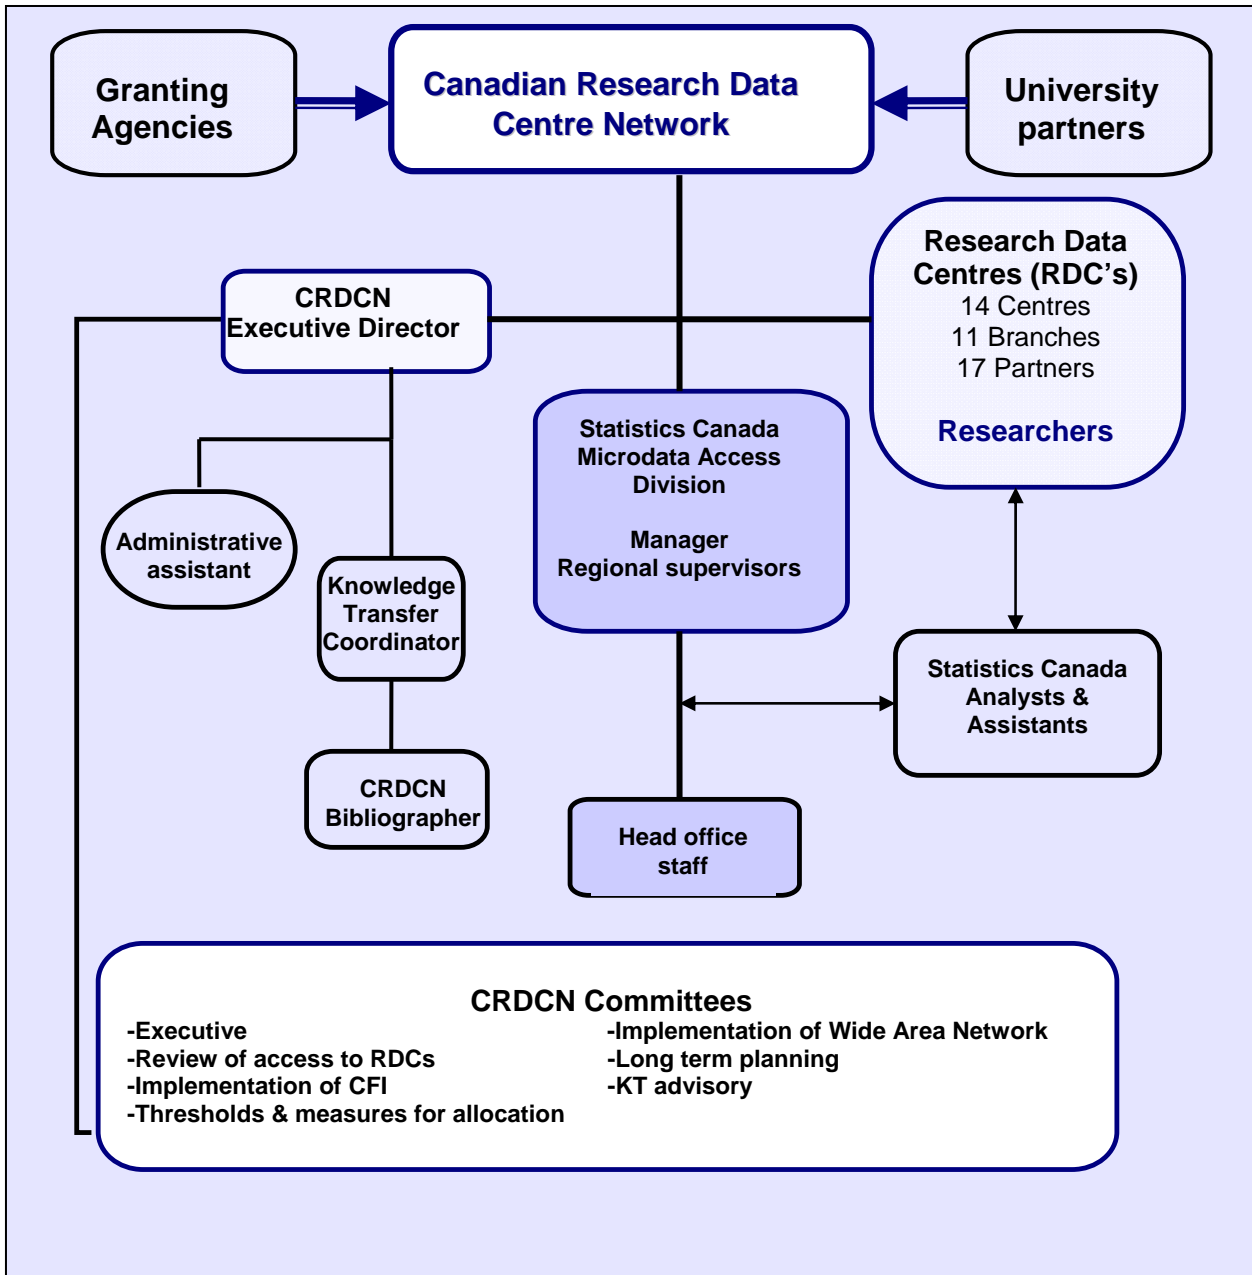 Granting
Agencies
Canadian Research Data
Centre Network
University
partners
Research Data
Centres (RDC's)
14 Centres
11 Branches
17 Partners
Researchers
CRDCN
Executive Director
Statistics Canada
Microdata Access
Division
Manager
Regional supervisors
Administrative
assistant
Knowledge
Transfer
Coordinator
Statistics Canada
Analysts &
Assistants
CRDCN
Bibliographer
Head office
staff
CRDCN Committees
-Executive
-Review of access to RDCs
-Implementation of CFI
-Thresholds & measures for allocation
-Implementation of Wide Area Network
-Long term planning
-KT advisory